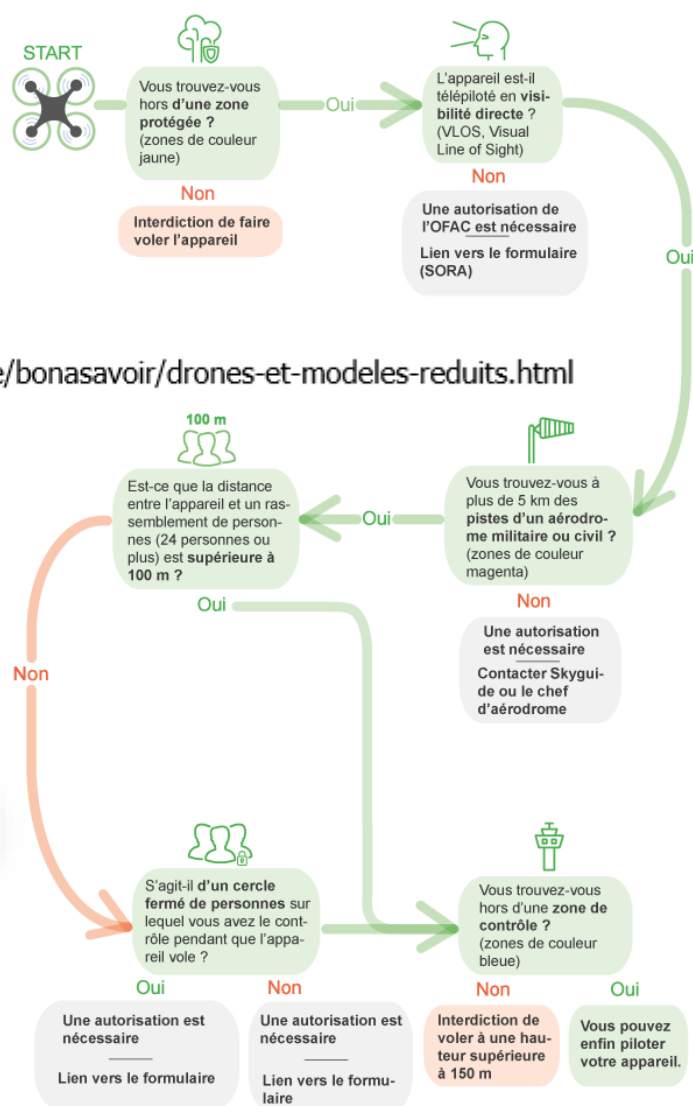 START
Vous trouvez-vous
hors d'une zone
protégée ?
(zones de couleur
jaune)
Oui
L'appareil est-il
télépiloté en visi-
bilité directe ?
(VLOS, Visual
Line of Sight)
Non
Interdiction de faire
voler l'appareil
Non
Une autorisation de
l'OFAC est nécessaire
Lien vers le formulaire
(SORA)
Oui
e/bonasavoir/drones-et-modeles-reduits.html
100 m
Est-ce que la distance
entre l'appareil et un ras-
semblement de person-
nes (24 personnes ou
plus) est supérieure à
100 m ?
Oui
Vous trouvez-vous à
plus de 5 km des
pistes d'un aérodro-
me militaire ou civil ?
(zones de couleur
magenta)
Oui
Non
Une autorisation
est nécessaire
Contacter Skygui-
de ou le chef
d'aérodrome
Non
S'agit-il d'un cercle
fermé de personnes sur
lequel vous avez le cont-
rôle pendant que l'appa-
reil vole ?
Vous trouvez-vous
hors d'une zone de
contrôle ?
(zones de couleur
bleue)
Oui
Une autorisation est
nécessaire
Lien vers le formulaire
Non
Une autorisation est
nécessaire
Lien vers le formu-
laire
Non
Interdiction de
voler à une hau-
teur supérieure
à 150 m
Oui
Vous pouvez
enfin piloter
votre appareil.